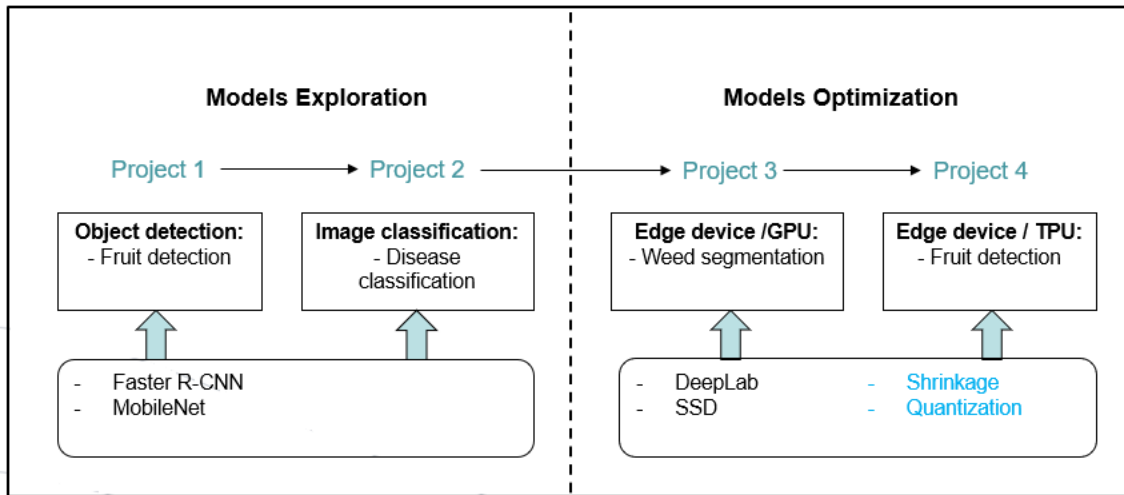 Models Exploration
Models Optimization
Project 1
Project 2
Project 3
Project 4
Object detection:
- Fruit detection
Image classification:
- Disease
classification
Edge device /GPU:
- Weed segmentation
Edge device / TPU:
- Fruit detection
- Faster R-CNN
- MobileNet
- DeepLab
- SSD
- Shrinkage
- Quantization